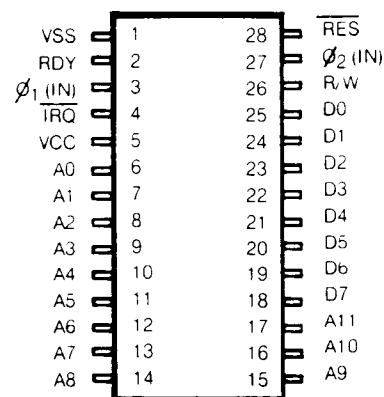 VSS 1 28 R̅E̅S̅
RDY 2 27 Ø₂ (IN)
Ø₁ (IN) 3 26 R/W
I̅R̅Q̅ 4 25 D0
VCC 5 24 D1
A0 6 23 D2
A1 7 22 D3
A2 8 21 D4
A3 9 20 D5
A4 10 19 D6
A5 11 18 D7
A6 12 17 A11
A7 13 16 A10
A8 14 15 A9